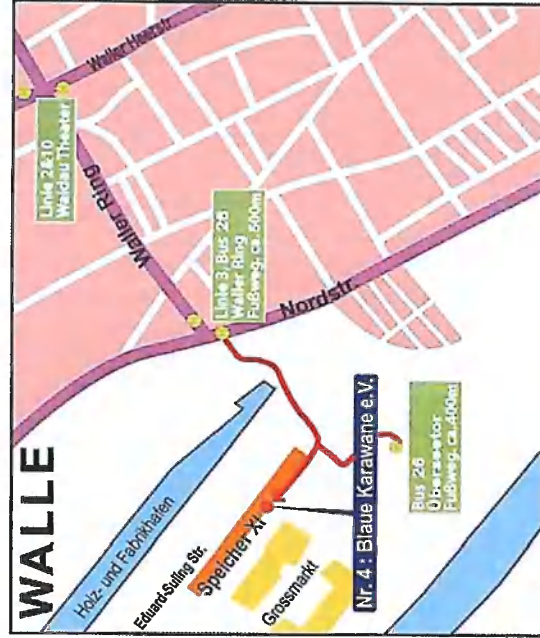 WALLE
Holz- und Fabrikhafen
Eduard-Suling Str.
Speicher XI
Grossmarkt
Nr. 4 : Blaue Karawane e.V.
Bus 26
Überseetor
Fußweg, ca.400m
Linie 3, Bus 26
Waller Ring
Fußweg, ca.500m
Nordstr.
Waller Ring
Linie 2&10
Waldau Theater
Waller Heerstr.